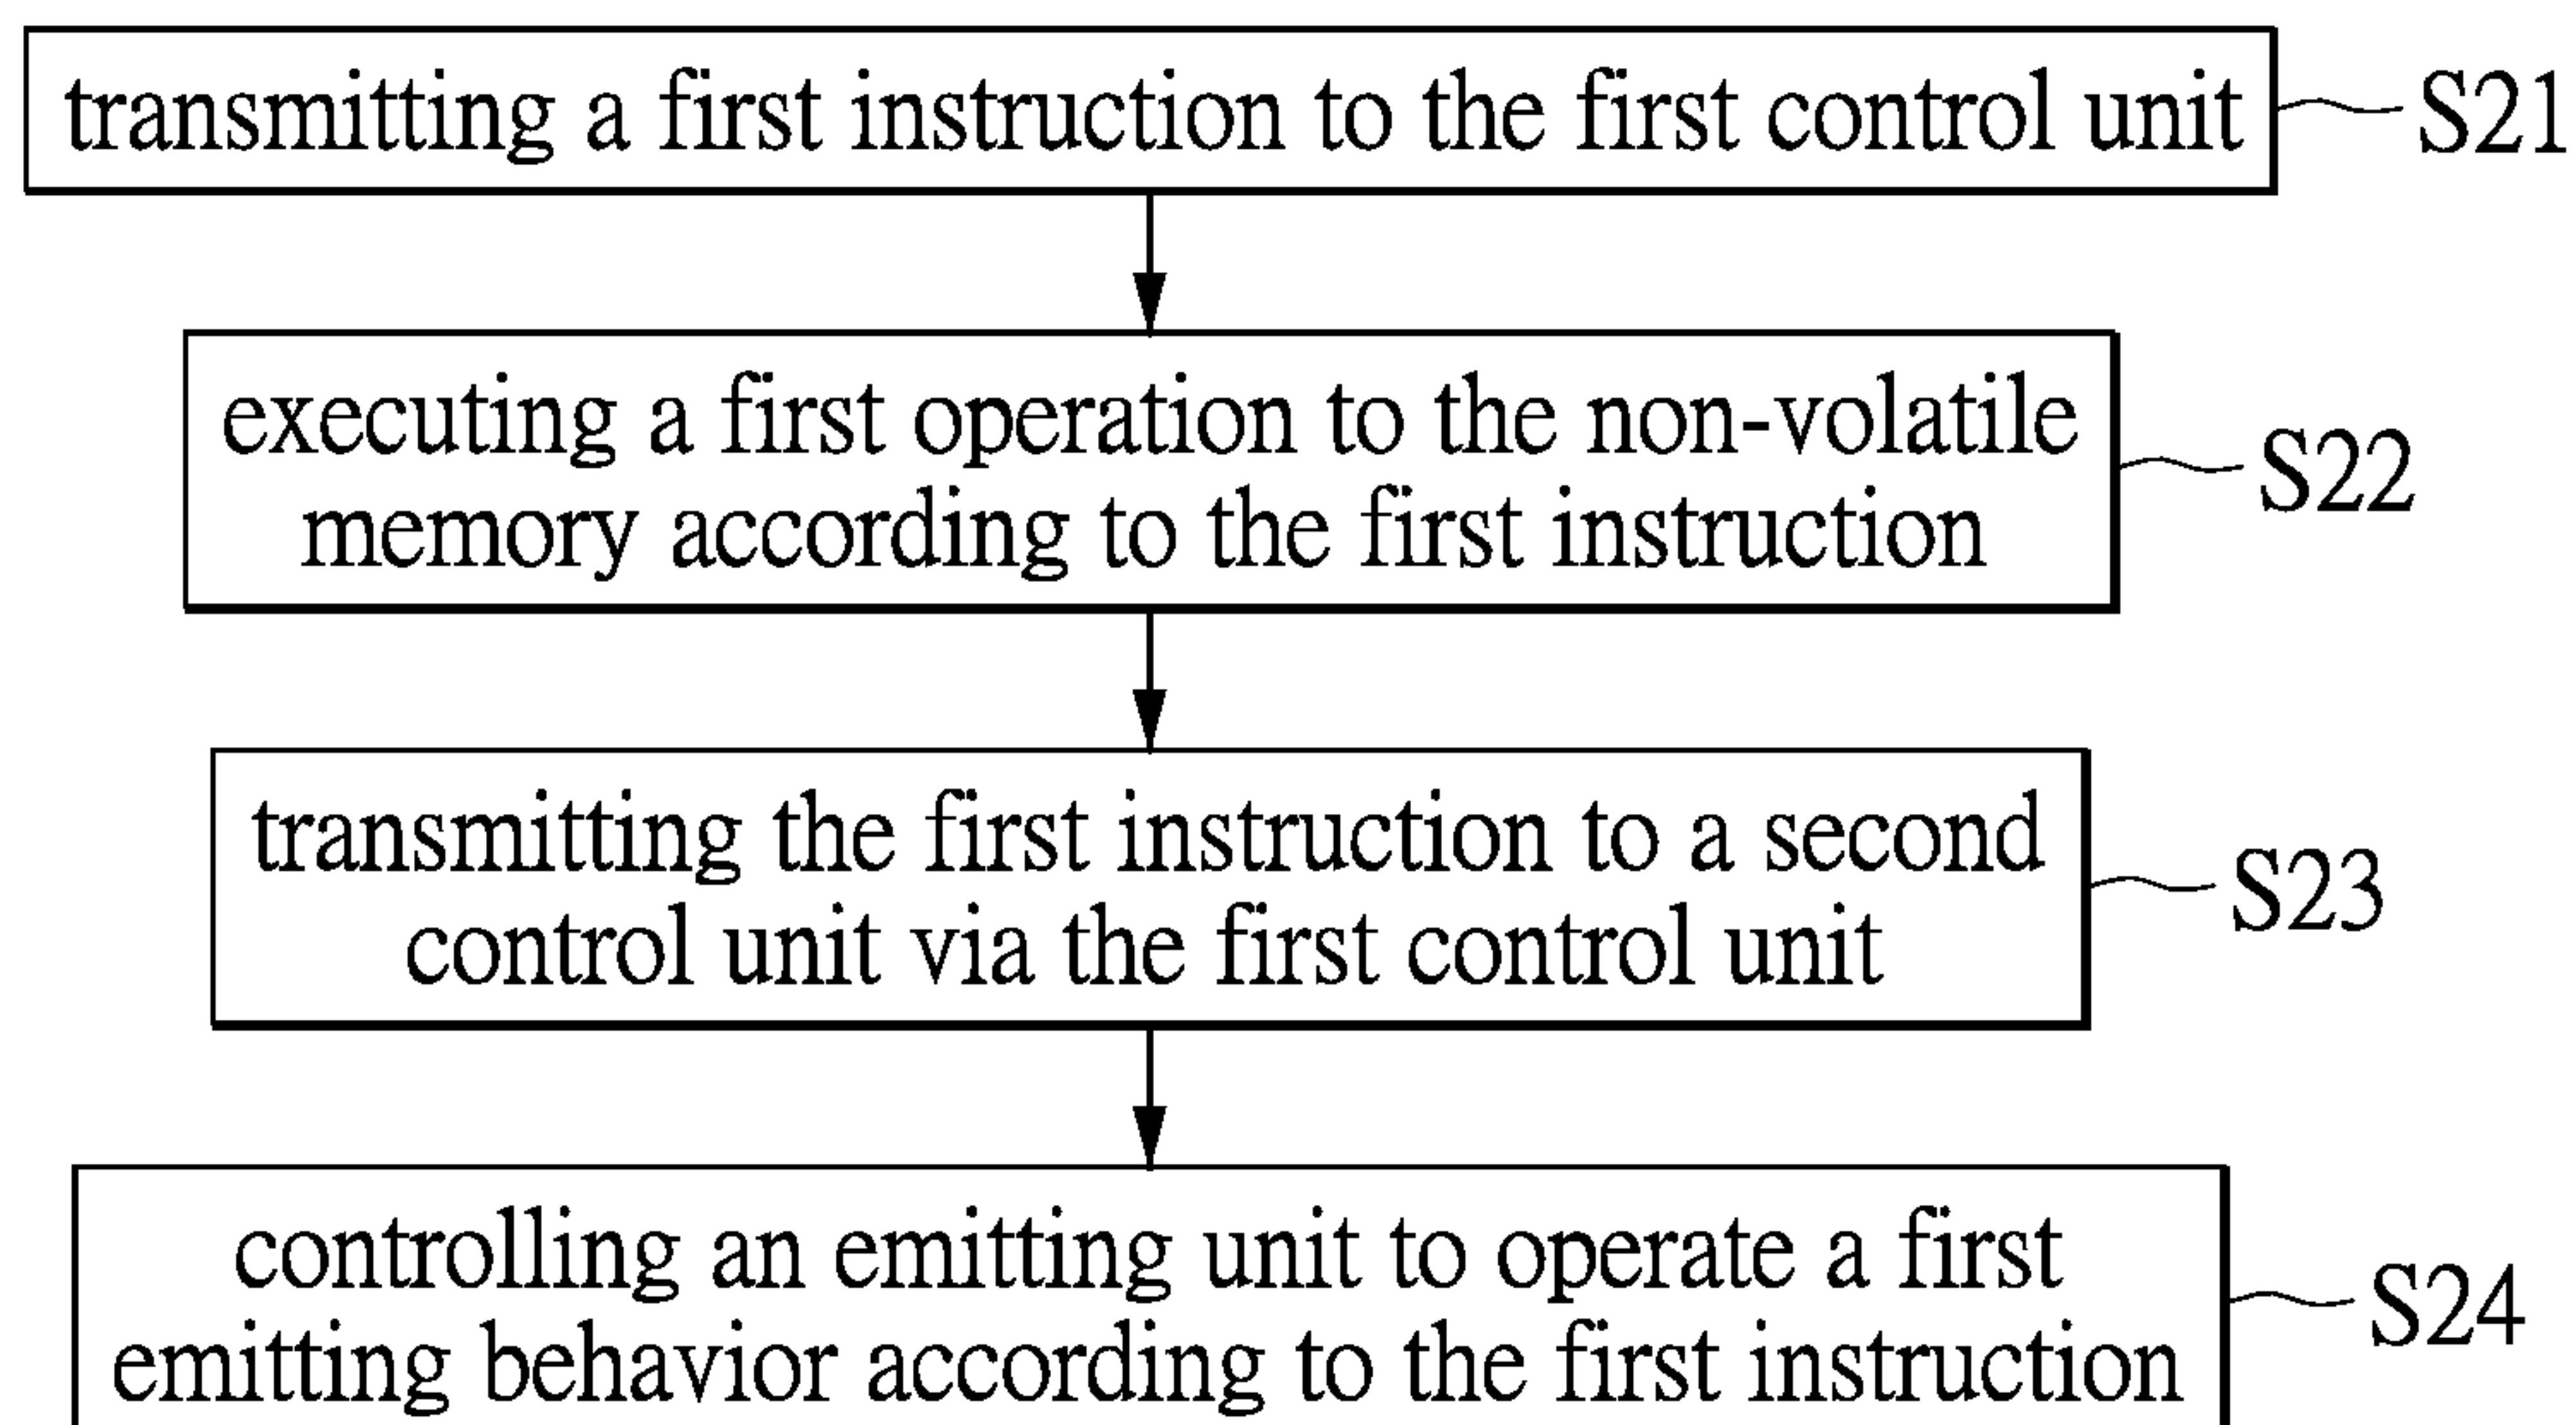 transmitting a first instruction to the first control unit
S21
executing a first operation to the non-volatile
memory according to the first instruction
S22
transmitting the first instruction to a second
control unit via the first control unit
S23
controlling an emitting unit to operate a first
emitting behavior according to the first instruction
S24